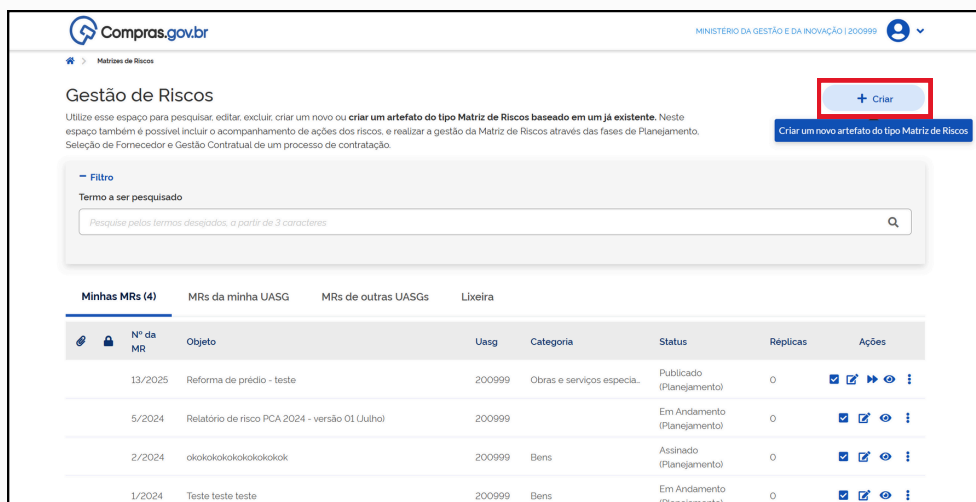 Compras.gov.br
MINISTÉRIO DA GESTÃO E DA INOVAÇÃO | 200999
Matrizes de Riscos
Gestão de Riscos
+ Criar
Utilize esse espaço para pesquisar, editar, excluir, criar um novo ou criar um artefato do tipo Matriz de Riscos baseado em um já existente. Neste
espaço também é possível incluir o acompanhamento de ações dos riscos, e realizar a gestão da Matriz de Riscos através das fases de Planejamento,
Seleção de Fornecedor e Gestão Contratual de um processo de contratação.
Criar um novo artefato do tipo Matriz de Riscos
Filtro
Termo a ser pesquisado
Pesquise pelos termos desejados, a partir de 3 caracteres
Minhas MRs (4) MRs da minha UASG MRs de outras UASGs Lixeira
Nº da MR Objeto Uasg Categoria Status Réplicas Ações
13/2025 Reforma de prédio - teste 200999 Obras e serviços especia... Publicado (Planejamento) 0
5/2024 Relatório de risco PCA 2024 - versão 01 (Julho) 200999 Em Andamento (Planejamento) 0
2/2024 okokokokokokokokok 200999 Bens Assinado (Planejamento) 0
1/2024 Teste teste teste 200999 Bens Em Andamento 0